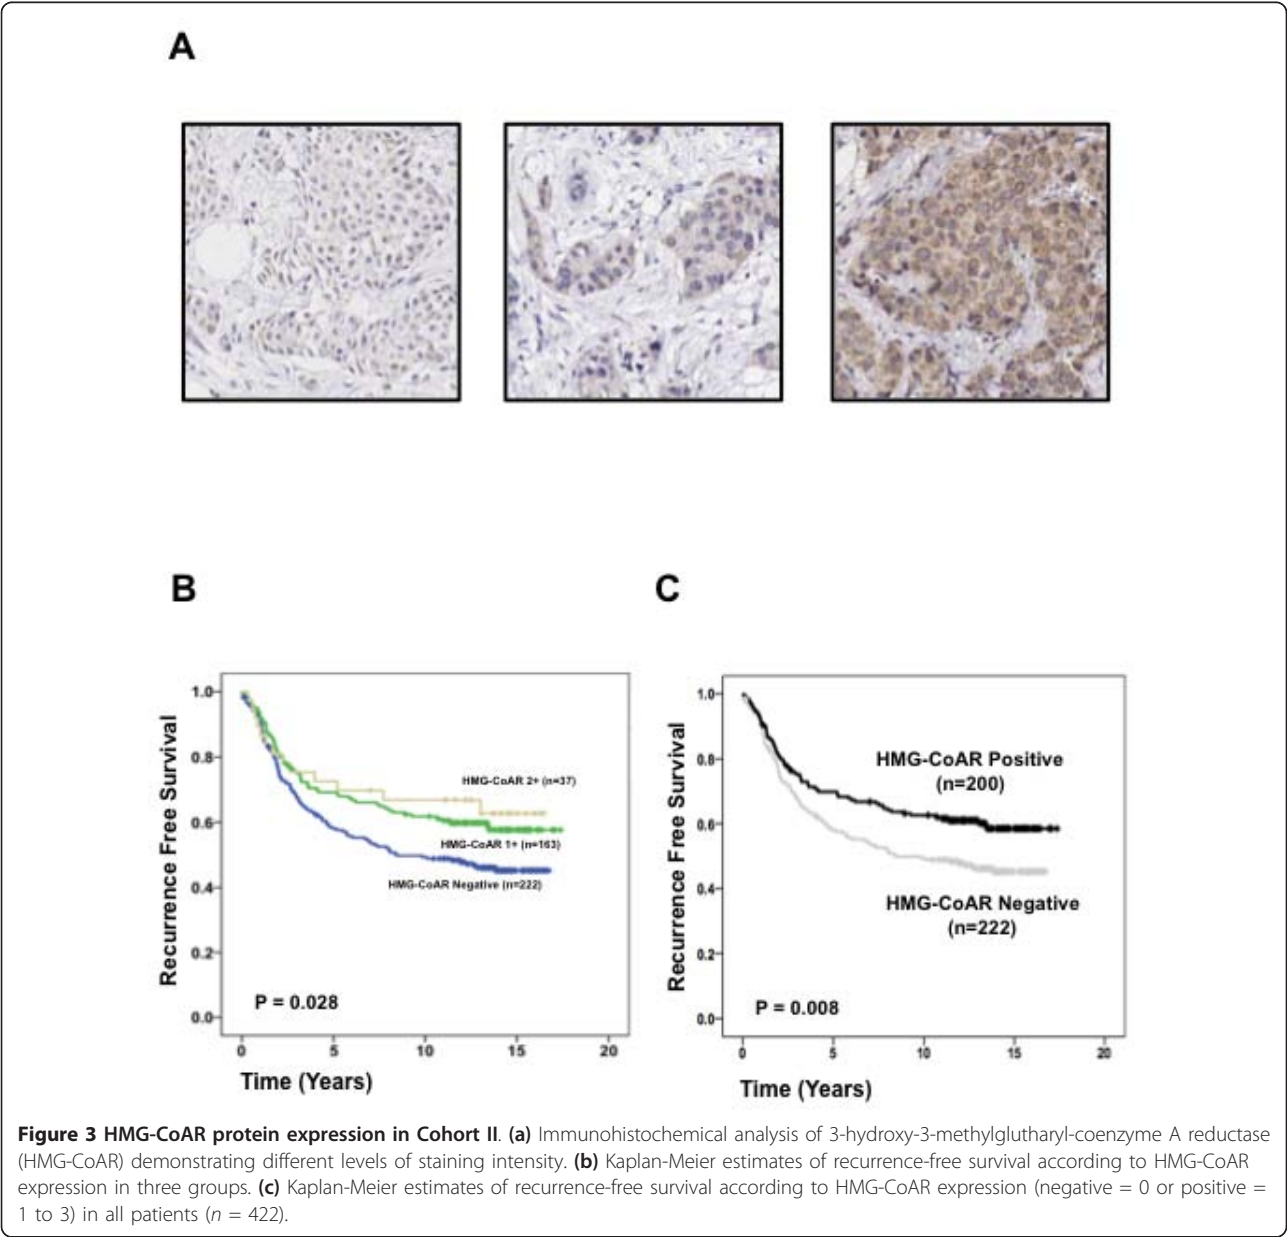 A
B
C
1.0
0.8
0.6
0.4
0.2
0.0
Recurrence Free Survival
HMG-CoAR 2+ (n=37)
HMG-CoAR 1+ (n=163)
HMG-CoAR Negative (n=222)
P = 0.028
0 5 10 15 20
Time (Years)
1.0
0.8
0.6
0.4
0.2
0.0
Recurrence Free Survival
HMG-CoAR Positive
(n=200)
HMG-CoAR Negative
(n=222)
P = 0.008
0 5 10 15 20
Time (Years)
Figure 3 HMG-CoAR protein expression in Cohort II. (a) Immunohistochemical analysis of 3-hydroxy-3-methylglutharyl-coenzyme A reductase
(HMG-CoAR) demonstrating different levels of staining intensity. (b) Kaplan-Meier estimates of recurrence-free survival according to HMG-CoAR
expression in three groups. (c) Kaplan-Meier estimates of recurrence-free survival according to HMG-CoAR expression (negative = 0 or positive =
1 to 3) in all patients (n = 422).